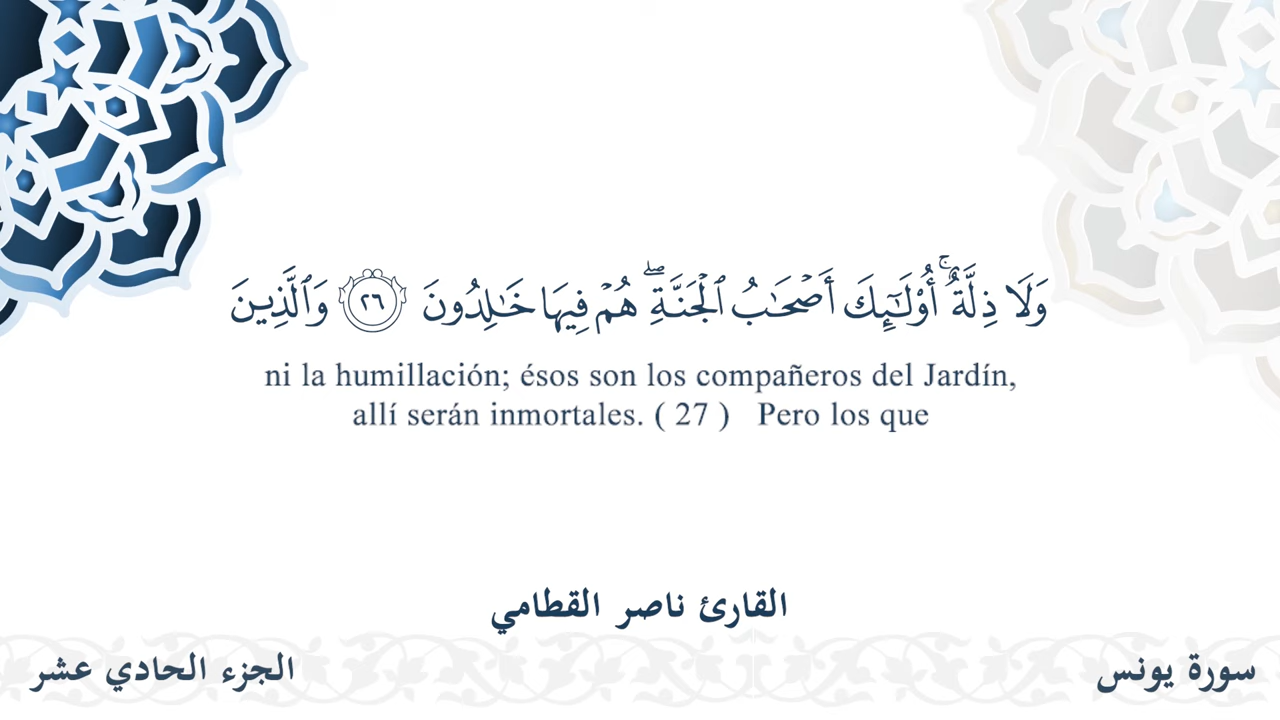 وَلَا ذِلَّةٌ ۚ أُوْلَـٰٓئِكَ أَصۡحَـٰبُ ٱلۡجَنَّةِ ۖ هُمۡ فِيهَا خَـٰلِدُونَ ٢٦ وَٱلَّذِينَ
ni la humillación; ésos son los compañeros del Jardín,
allí serán inmortales. ( 27 ) Pero los que
القارئ ناصر القطامي
سورة يونس
الجزء الحادي عشر